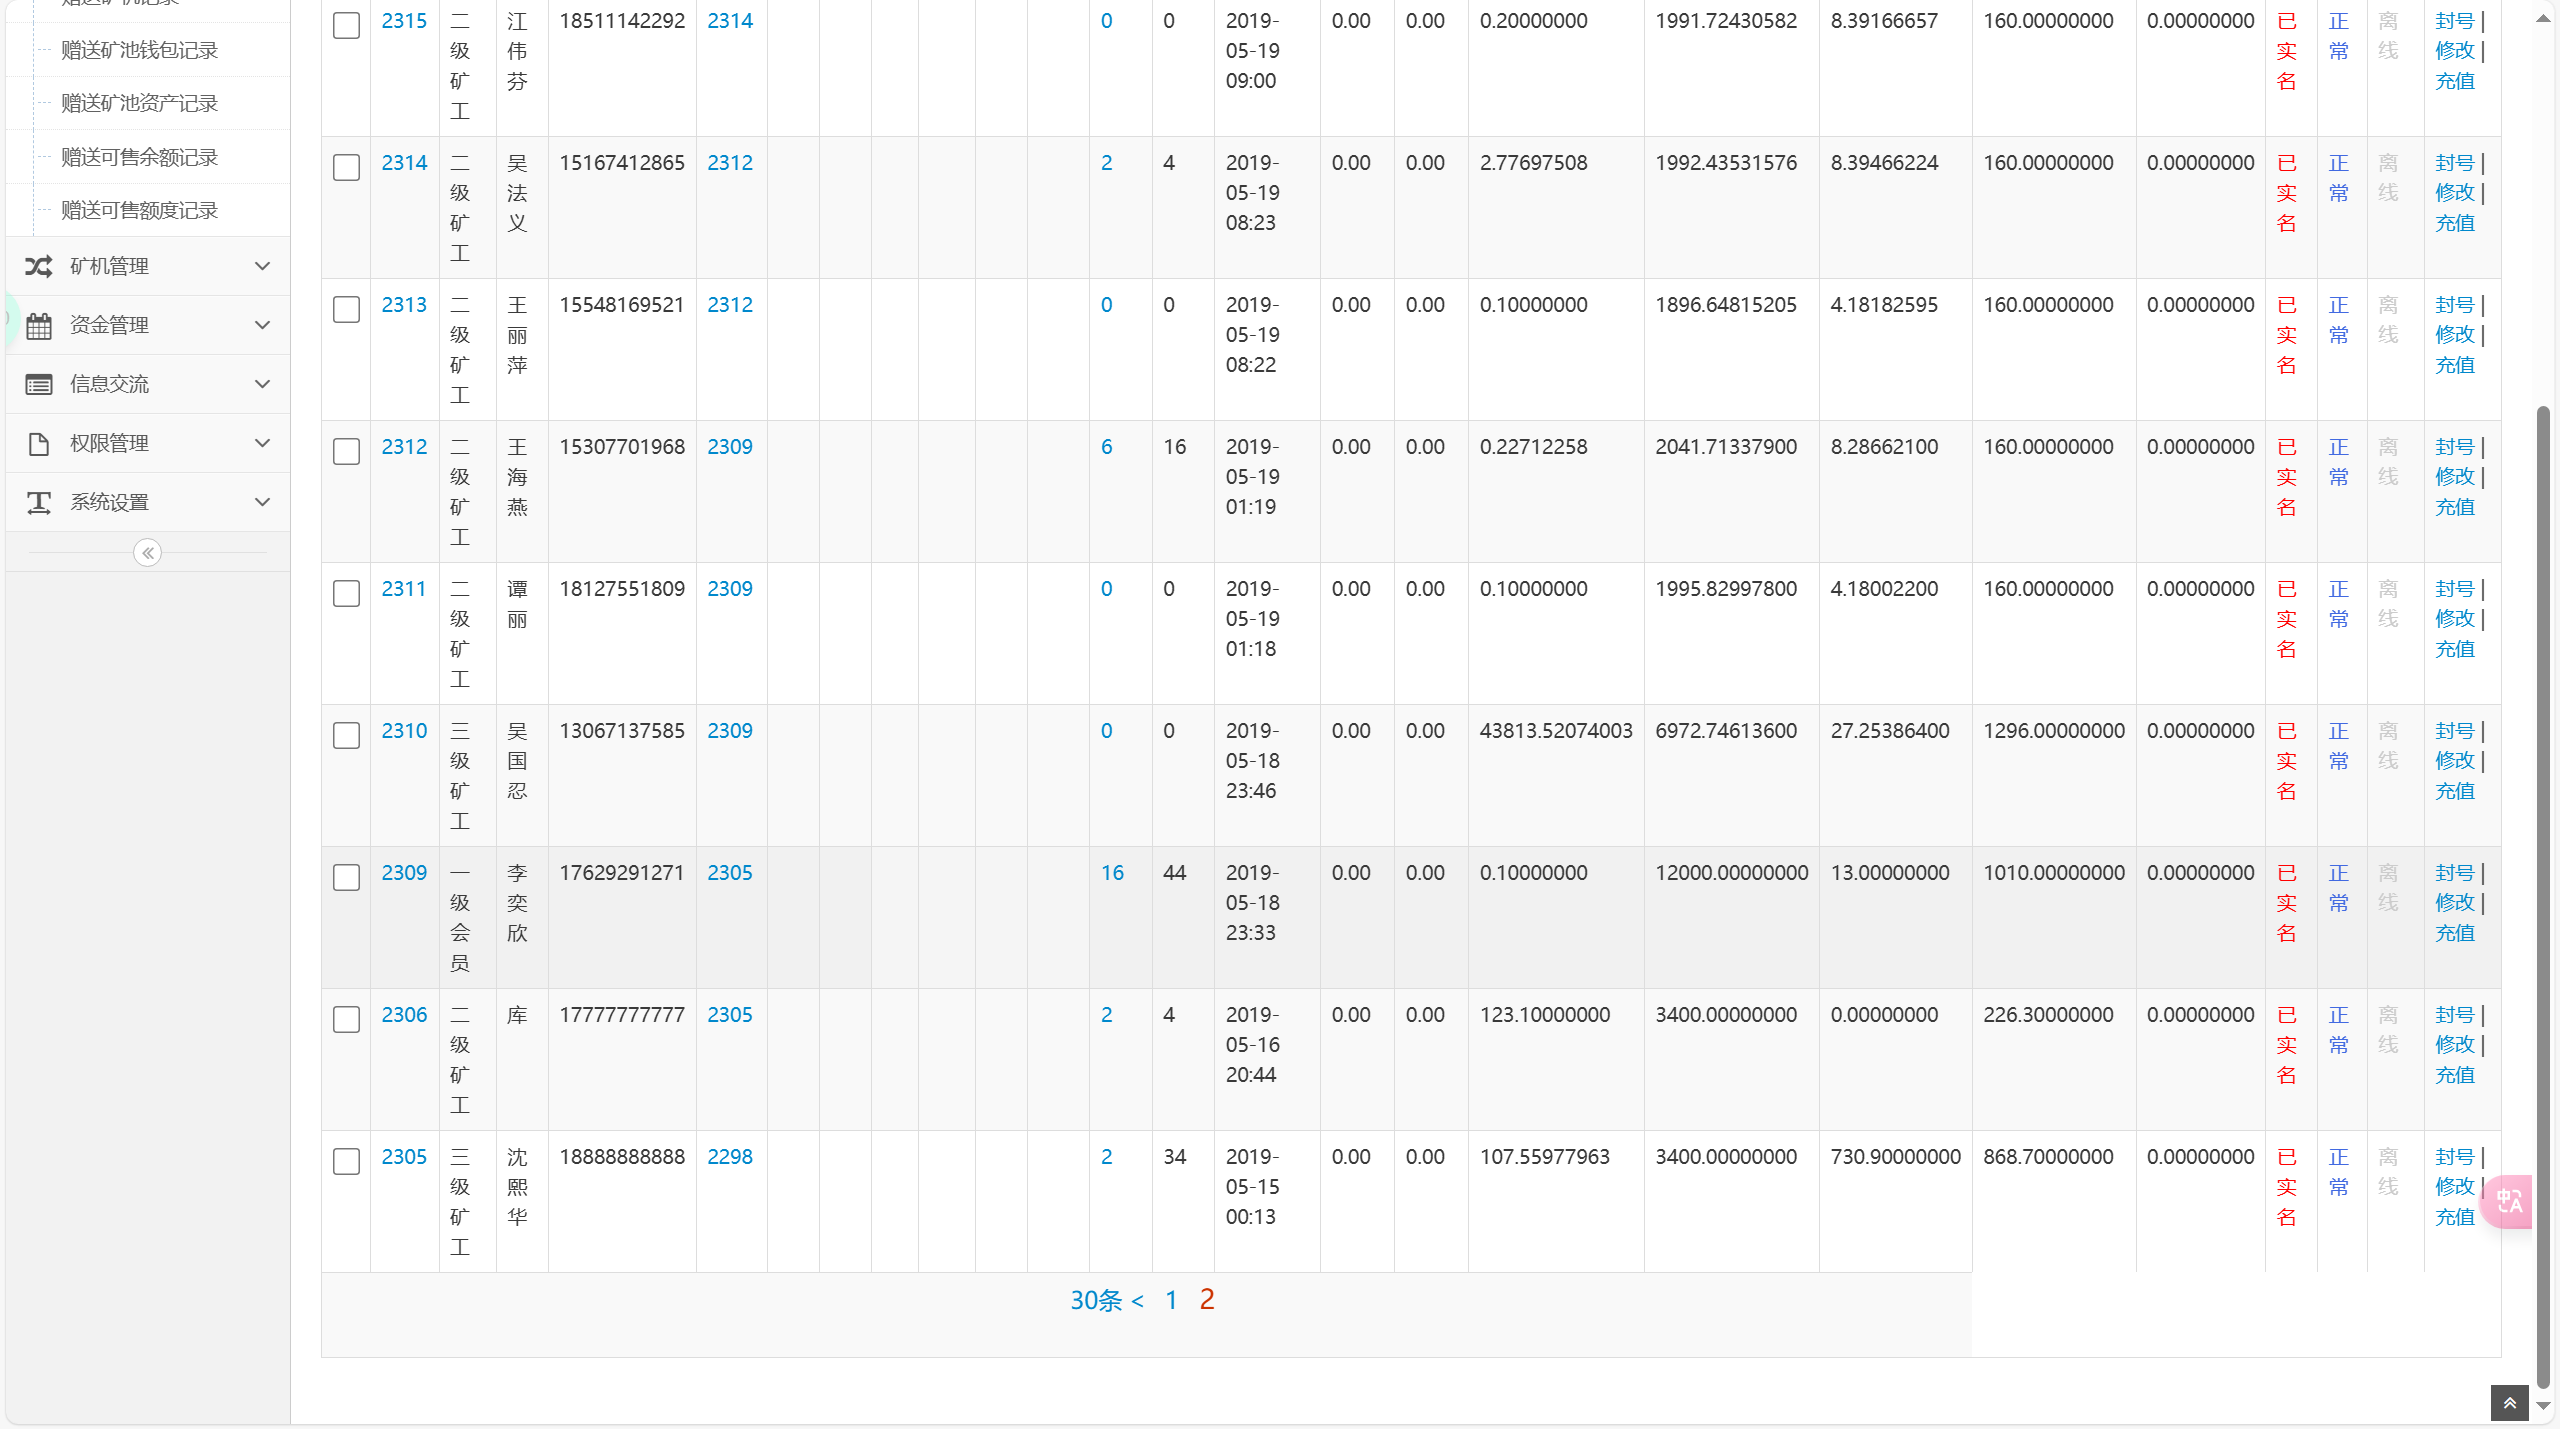 赠送矿池钱包记录
赠送矿池资产记录
赠送可售余额记录
赠送可售额度记录
矿机管理
资金管理
信息交流
权限管理
系统设置
2315 二级矿工 江伟芬 18511142292 2314 0 0 2019-05-19 09:00 0.00 0.00 0.20000000 1991.72430582 8.39166657 160.00000000 0.00000000 已实名 正常 离线 封号 | 修改 | 充值
2314 二级矿工 吴法义 15167412865 2312 2 4 2019-05-19 08:23 0.00 0.00 2.77697508 1992.43531576 8.39466224 160.00000000 0.00000000 已实名 正常 离线 封号 | 修改 | 充值
2313 二级矿工 王丽萍 15548169521 2312 0 0 2019-05-19 08:22 0.00 0.00 0.10000000 1896.64815205 4.18182595 160.00000000 0.00000000 已实名 正常 离线 封号 | 修改 | 充值
2312 二级矿工 王海燕 15307701968 2309 6 16 2019-05-19 01:19 0.00 0.00 0.22712258 2041.71337900 8.28662100 160.00000000 0.00000000 已实名 正常 离线 封号 | 修改 | 充值
2311 二级矿工 谭丽 18127551809 2309 0 0 2019-05-19 01:18 0.00 0.00 0.10000000 1995.82997800 4.18002200 160.00000000 0.00000000 已实名 正常 离线 封号 | 修改 | 充值
2310 三级矿工 吴国忍 13067137585 2309 0 0 2019-05-18 23:46 0.00 0.00 43813.52074003 6972.74613600 27.25386400 1296.00000000 0.00000000 已实名 正常 离线 封号 | 修改 | 充值
2309 一级会员 李奕欣 17629291271 2305 16 44 2019-05-18 23:33 0.00 0.00 0.10000000 12000.00000000 13.00000000 1010.00000000 0.00000000 已实名 正常 离线 封号 | 修改 | 充值
2306 二级矿工 库 17777777777 2305 2 4 2019-05-16 20:44 0.00 0.00 123.10000000 3400.00000000 0.00000000 226.30000000 0.00000000 已实名 正常 离线 封号 | 修改 | 充值
2305 三级矿工 沈熙华 18888888888 2298 2 34 2019-05-15 00:13 0.00 0.00 107.55977963 3400.00000000 730.90000000 868.70000000 0.00000000 已实名 正常 离线 封号 | 修改 | 充值
30条 < 1 2